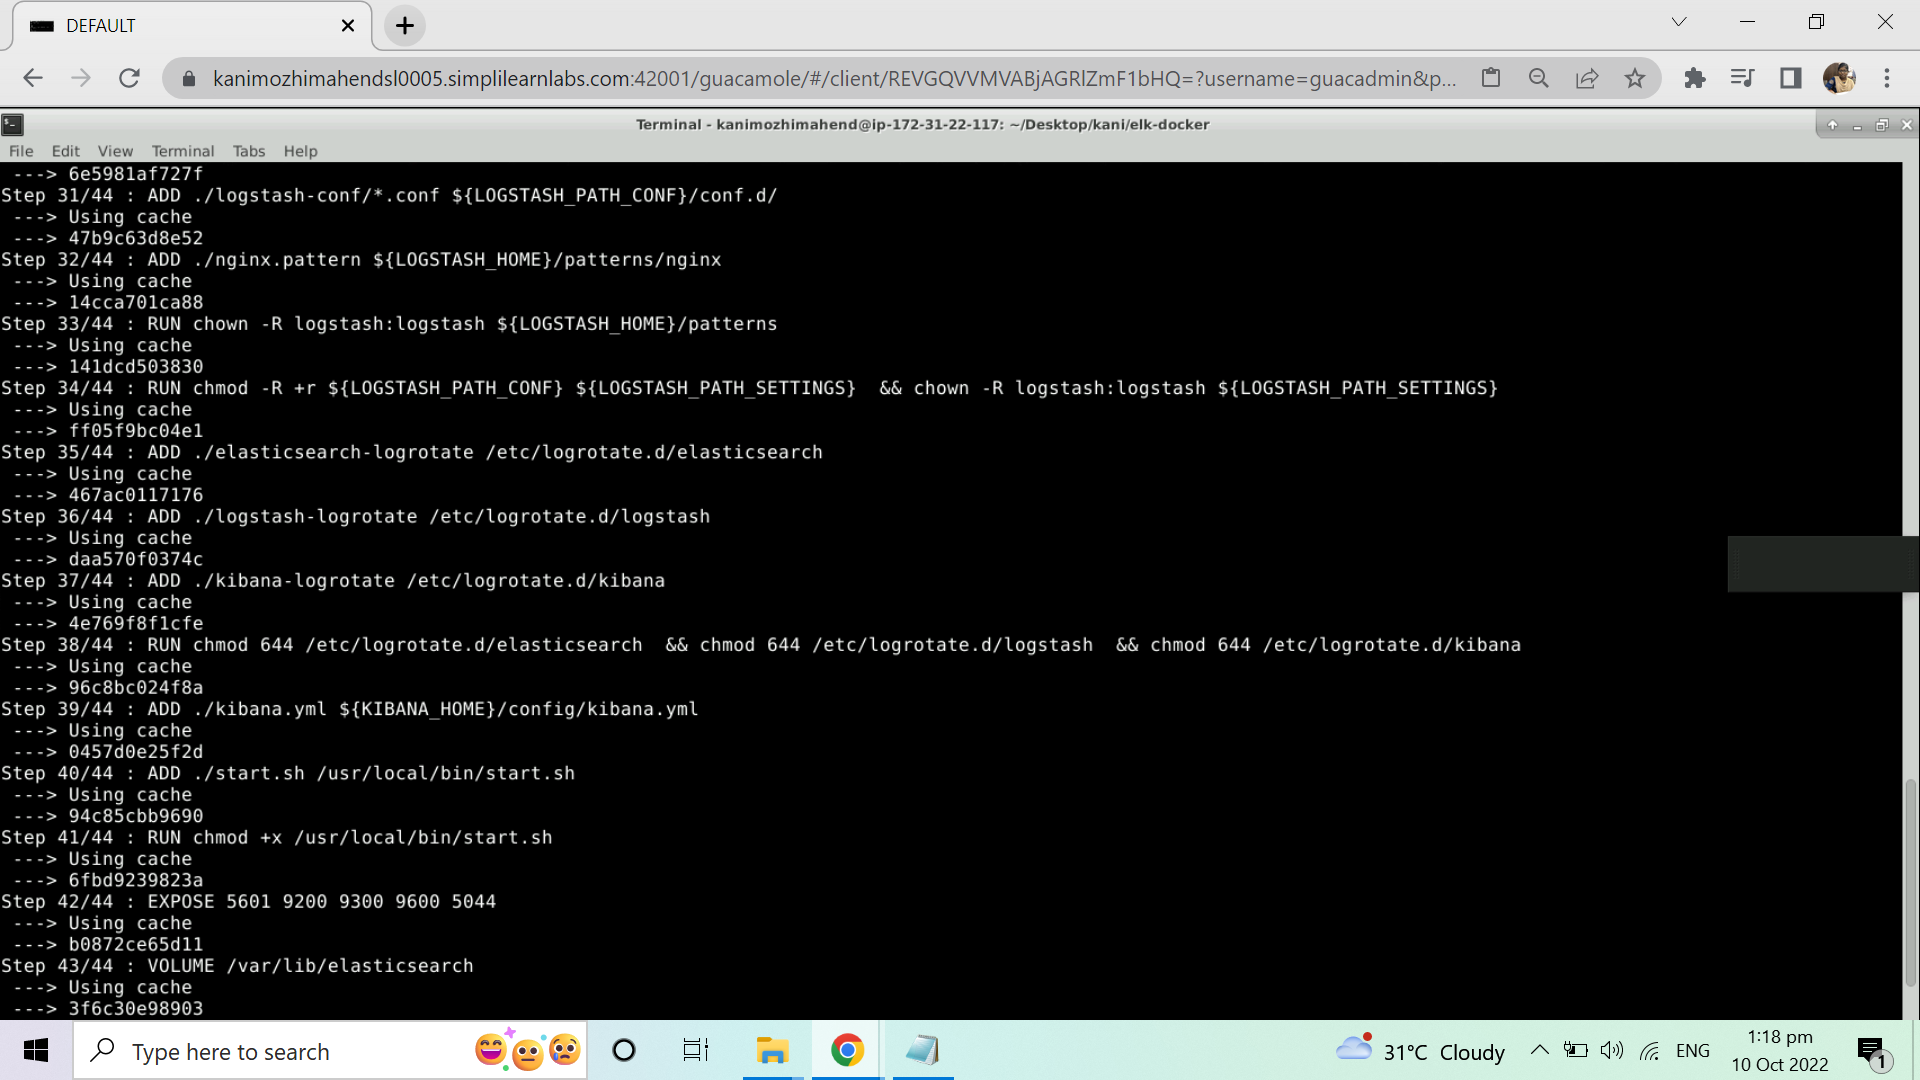 DEFAULT
kanimozhimahendsl0005.simplilearnlabs.com:42001/guacamole/#/client/REVGQVVMVABjAGRlZmF1bHQ=?username=guacadmin&p...
Terminal - kanimozhimahend@ip-172-31-22-117: ~/Desktop/kani/elk-docker
File Edit View Terminal Tabs Help
---> 6e5981af727f
Step 31/44 : ADD ./logstash-conf/*.conf ${LOGSTASH_PATH_CONF}/conf.d/
---> Using cache
---> 47b9c63d8e52
Step 32/44 : ADD ./nginx.pattern ${LOGSTASH_HOME}/patterns/nginx
---> Using cache
---> 14cca701ca88
Step 33/44 : RUN chown -R logstash:logstash ${LOGSTASH_HOME}/patterns
---> Using cache
---> 141dcd503830
Step 34/44 : RUN chmod -R +r ${LOGSTASH_PATH_CONF} ${LOGSTASH_PATH_SETTINGS}  && chown -R logstash:logstash ${LOGSTASH_PATH_SETTINGS}
---> Using cache
---> ff05f9bc04e1
Step 35/44 : ADD ./elasticsearch-logrotate /etc/logrotate.d/elasticsearch
---> Using cache
---> 467ac0117176
Step 36/44 : ADD ./logstash-logrotate /etc/logrotate.d/logstash
---> Using cache
---> daa570f0374c
Step 37/44 : ADD ./kibana-logrotate /etc/logrotate.d/kibana
---> Using cache
---> 4e769f8f1cfe
Step 38/44 : RUN chmod 644 /etc/logrotate.d/elasticsearch  && chmod 644 /etc/logrotate.d/logstash  && chmod 644 /etc/logrotate.d/kibana
---> Using cache
---> 96c8bc024f8a
Step 39/44 : ADD ./kibana.yml ${KIBANA_HOME}/config/kibana.yml
---> Using cache
---> 0457d0e25f2d
Step 40/44 : ADD ./start.sh /usr/local/bin/start.sh
---> Using cache
---> 94c85cbb9690
Step 41/44 : RUN chmod +x /usr/local/bin/start.sh
---> Using cache
---> 6fbd9239823a
Step 42/44 : EXPOSE 5601 9200 9300 9600 5044
---> Using cache
---> b0872ce65d11
Step 43/44 : VOLUME /var/lib/elasticsearch
---> Using cache
---> 3f6c30e98903
Type here to search
31°C Cloudy
ENG
1:18 pm
10 Oct 2022
1